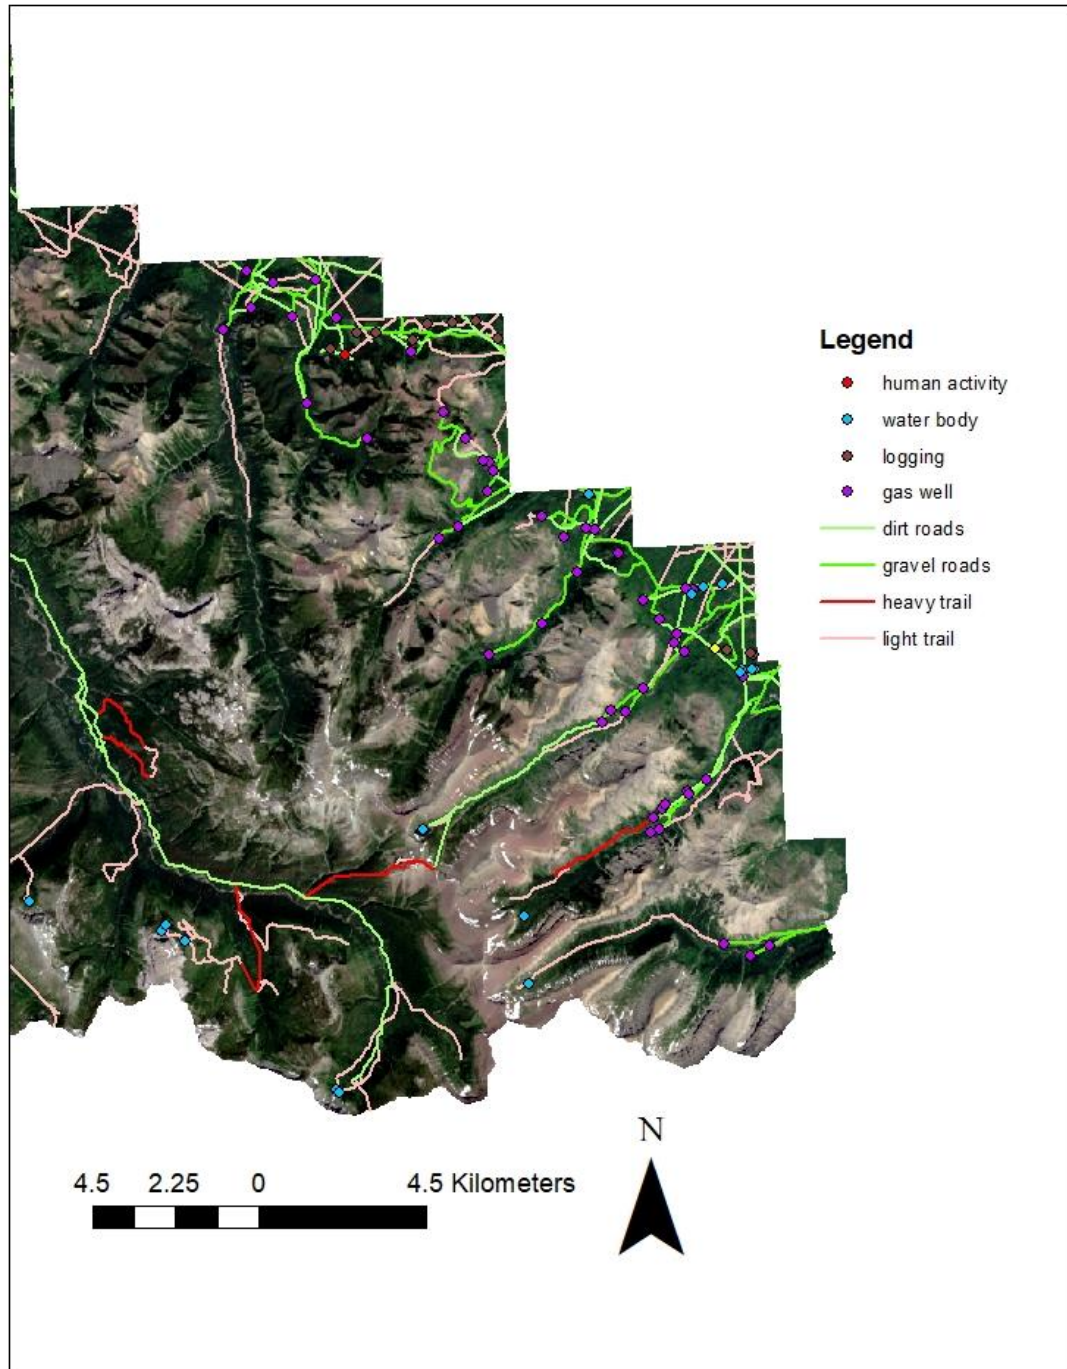 Legend
human activity
water body
logging
gas well
dirt roads
gravel roads
heavy trail
light trail
N
4.5 2.25 0 4.5 Kilometers